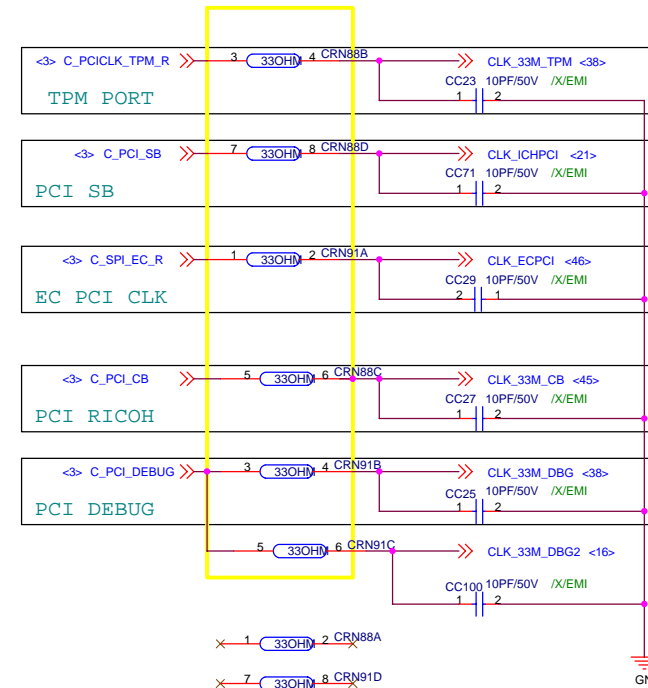 <3> C_PCICLK_TPM_R 3 33OHM 4 CRN88B CLK_33M_TPM <38>
CC23 10PF/50V /X/EMI
TPM PORT 1 2
<3> C_PCI_SB 7 33OHM 8 CRN88D CLK_ICHPCI <21>
CC71 10PF/50V /X/EMI
PCI SB 1 2
<3> C_SPI_EC_R 1 33OHM 2 CRN91A CLK_ECPCI <46>
CC29 10PF/50V /X/EMI
EC PCI CLK 2 1
<3> C_PCI_CB 5 33OHM 6 CRN88C CLK_33M_CB <45>
CC27 10PF/50V /X/EMI
PCI RICOH 1 2
<3> C_PCI_DEBUG 3 33OHM 4 CRN91B CLK_33M_DBG <38>
CC25 10PF/50V /X/EMI
PCI DEBUG 1 2
5 33OHM 6 CRN91C CLK_33M_DBG2 <16>
CC100 10PF/50V /X/EMI
1 2
1 33OHM 2 CRN88A
7 33OHM 8 CRN91D